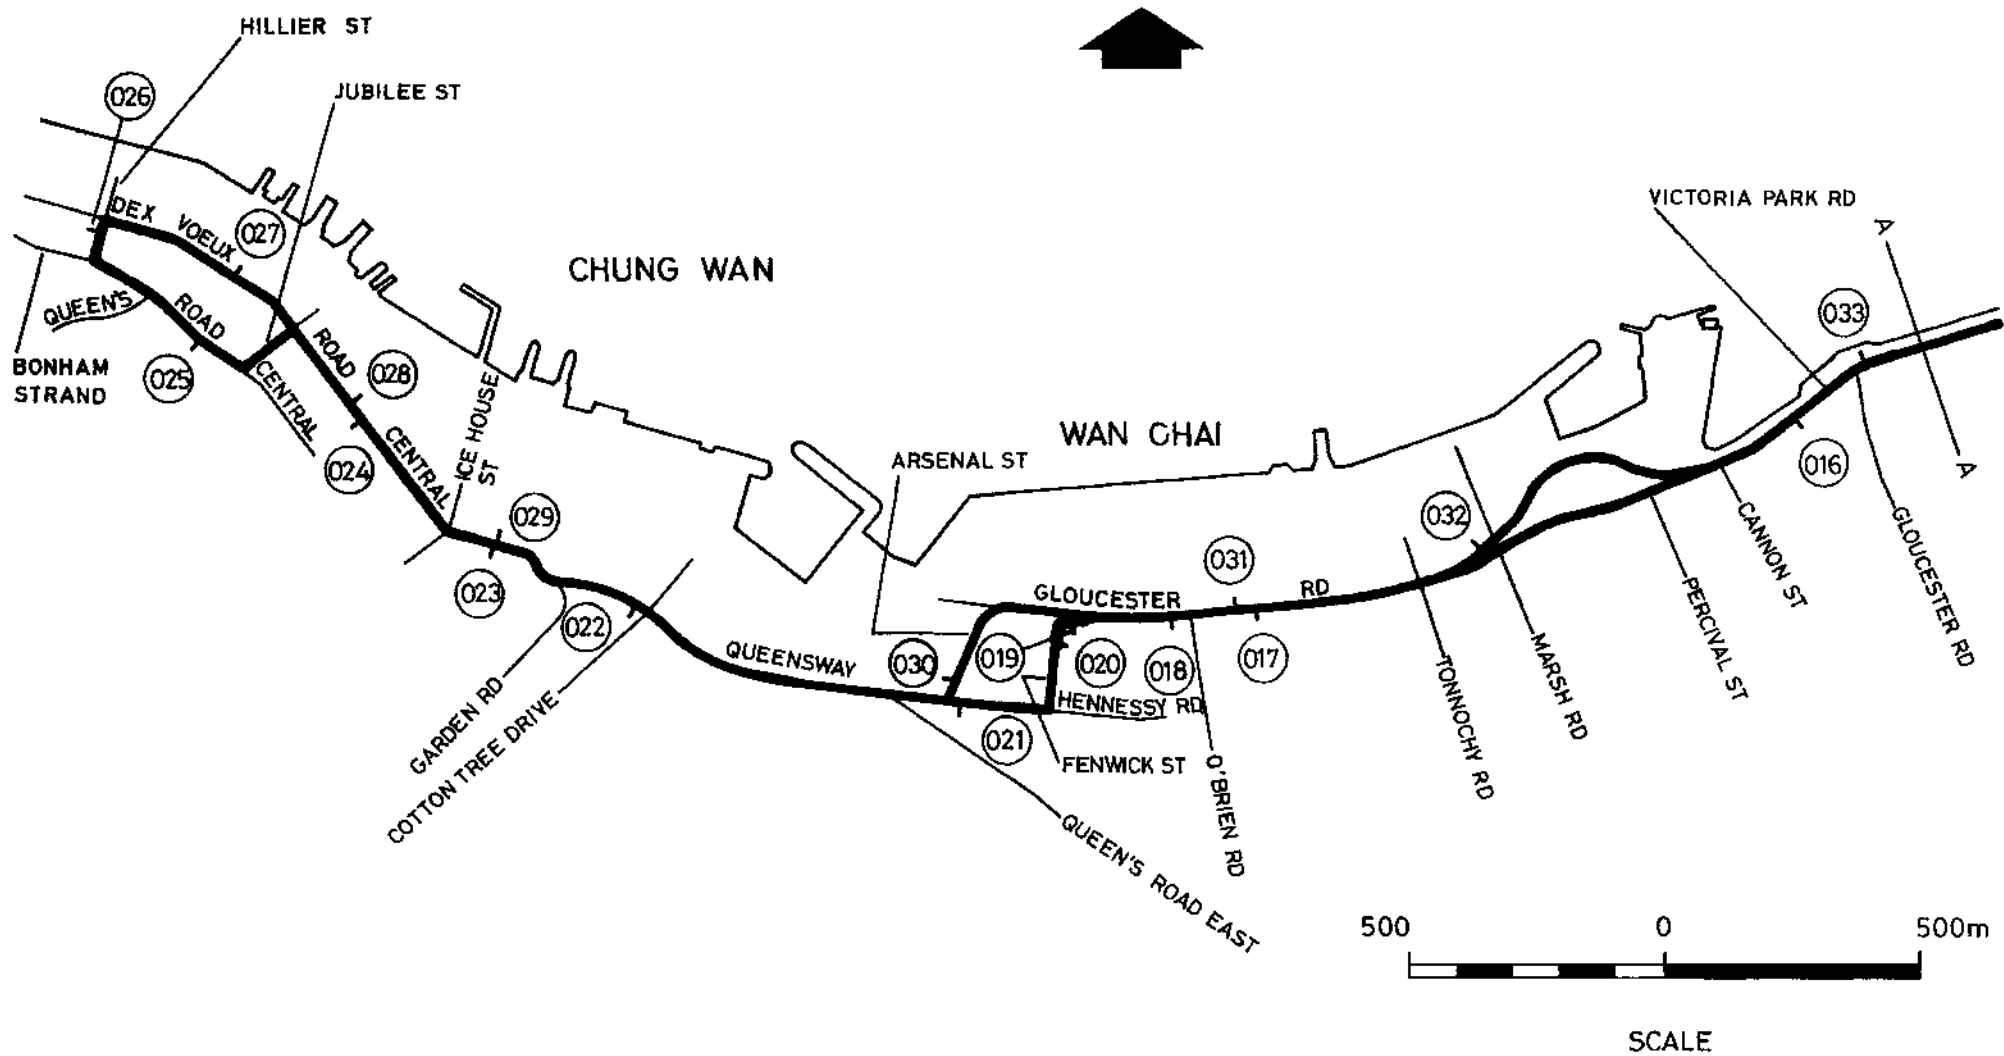 HILLIER ST
026
JUBILEE ST
DEX VOEUX ROAD CENTRAL
027
QUEEN'S ROAD CENTRAL
BONHAM
STRAND
025
028
024
ICE HOUSE
ST
029
023
022
CHUNG WAN
WAN CHAI
ARSENAL ST
GARDEN RD
COTTON TREE DRIVE
QUEENSWAY
030
019
020
018
031
017
GLOUCESTER RD
HENNESSY RD
021
FENWICK ST
QUEEN'S ROAD EAST
O'BRIEN RD
032
TONNOCHY RD
MARSH RD
PERCIVAL ST
CANNON ST
VICTORIA PARK RD
033
016
A
A
GLOUCESTER RD
500 0 500m
SCALE